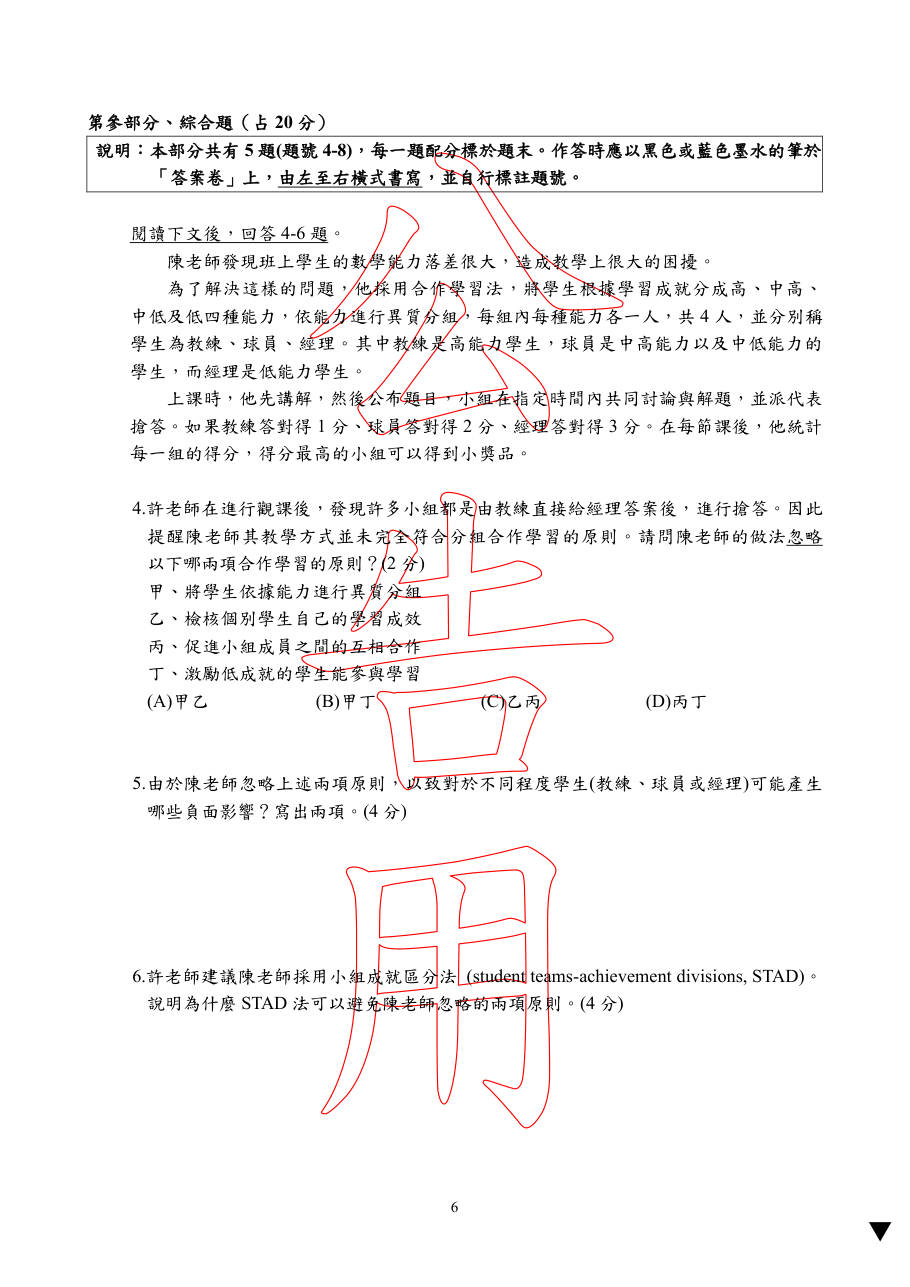 第參部分、綜合題（占 20 分）
說明：本部分共有 5 題(題號 4-8)，每一題配分標於題末。作答時應以黑色或藍色墨水的筆於
「答案卷」上，由左至右橫式書寫，並自行標註題號。
閱讀下文後，回答 4-6 題。
陳老師發現班上學生的數學能力落差很大，造成教學上很大的困擾。
為了解決這樣的問題，他採用合作學習法，將學生根據學習成就分成高、中高、
中低及低四種能力，依能力進行異質分組，每組內每種能力各一人，共 4 人，並分別稱
學生為教練、球員、經理。其中教練是高能力學生，球員是中高能力以及中低能力的
學生，而經理是低能力學生。
上課時，他先講解，然後公布題目，小組在指定時間內共同討論與解題，並派代表
搶答。如果教練答對得 1 分、球員答對得 2 分、經理答對得 3 分。在每節課後，他統計
每一組的得分，得分最高的小組可以得到小獎品。
4.許老師在進行觀課後，發現許多小組都是由教練直接給經理答案後，進行搶答。因此
提醒陳老師其教學方式並未完全符合分組合作學習的原則。請問陳老師的做法忽略
以下哪兩項合作學習的原則？(2 分)
甲、將學生依據能力進行異質分組
乙、檢核個別學生自己的學習成效
丙、促進小組成員之間的互相合作
丁、激勵低成就的學生能參與學習
(A)甲乙 (B)甲丁 (C)乙丙 (D)丙丁
5.由於陳老師忽略上述兩項原則，以致對於不同程度學生(教練、球員或經理)可能產生
哪些負面影響？寫出兩項。(4 分)
6.許老師建議陳老師採用小組成就區分法 (student teams-achievement divisions, STAD)。
說明為什麼 STAD 法可以避免陳老師忽略的兩項原則。(4 分)
公告用
6